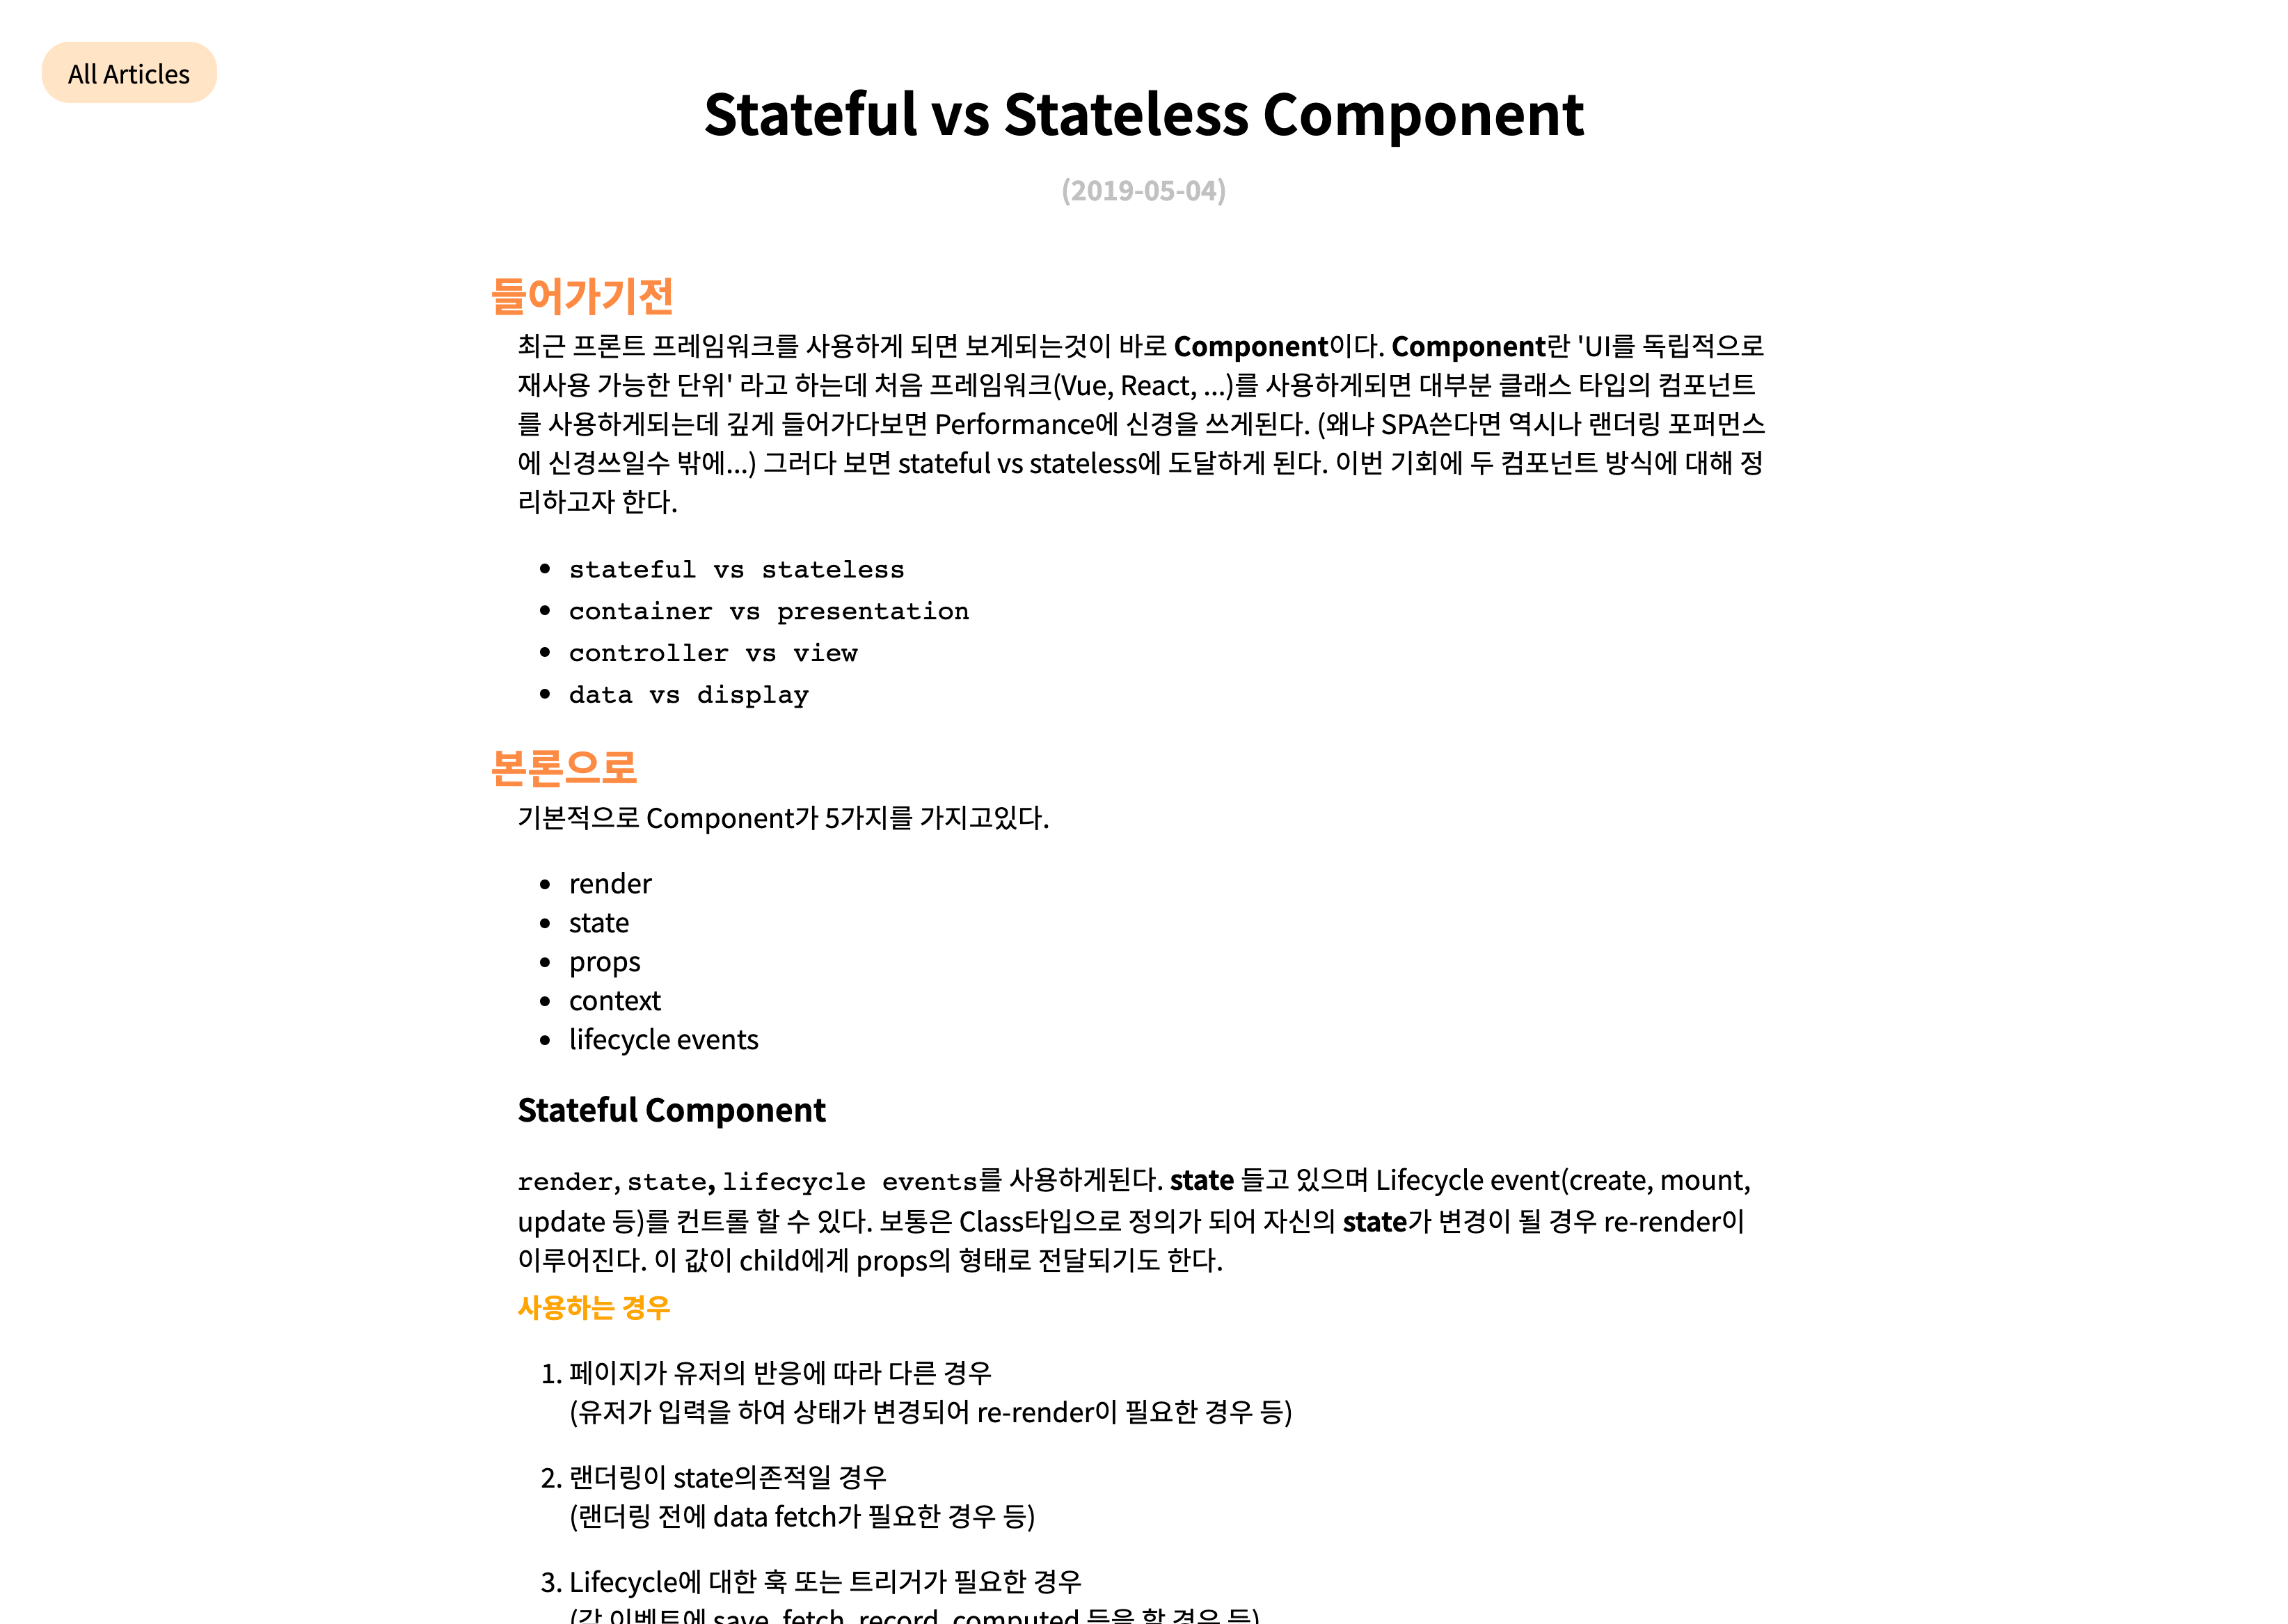 All Articles
Stateful vs Stateless Component
(2019-05-04)
들어가기전
최근 프론트 프레임워크를 사용하게 되면 보게되는것이 바로 Component이다. Component란 'UI를 독립적으로
재사용 가능한 단위' 라고 하는데 처음 프레임워크(Vue, React, ...)를 사용하게되면 대부분 클래스 타입의 컴포넌트
를 사용하게되는데 깊게 들어가다보면 Performance에 신경을 쓰게된다. (왜냐 SPA쓴다면 역시나 랜더링 포퍼먼스
에 신경쓰일수 밖에...) 그러다 보면 stateful vs stateless에 도달하게 된다. 이번 기회에 두 컴포넌트 방식에 대해 정
리하고자 한다.
• stateful vs stateless
• container vs presentation
• controller vs view
• data vs display
본론으로
기본적으로 Component가 5가지를 가지고있다.
• render
• state
• props
• context
• lifecycle events
Stateful Component
render, state, lifecycle events를 사용하게된다. state 들고 있으며 Lifecycle event(create, mount,
update 등)를 컨트롤 할 수 있다. 보통은 Class타입으로 정의가 되어 자신의 state가 변경이 될 경우 re-render이
이루어진다. 이 값이 child에게 props의 형태로 전달되기도 한다.
사용하는 경우
1. 페이지가 유저의 반응에 따라 다른 경우
(유저가 입력을 하여 상태가 변경되어 re-render이 필요한 경우 등)
2. 랜더링이 state의존적일 경우
(랜더링 전에 data fetch가 필요한 경우 등)
3. Lifecycle에 대한 훅 또는 트리거가 필요한 경우
(각 이벤트에 save, fetch, record, computed 등을 할 경우 등)